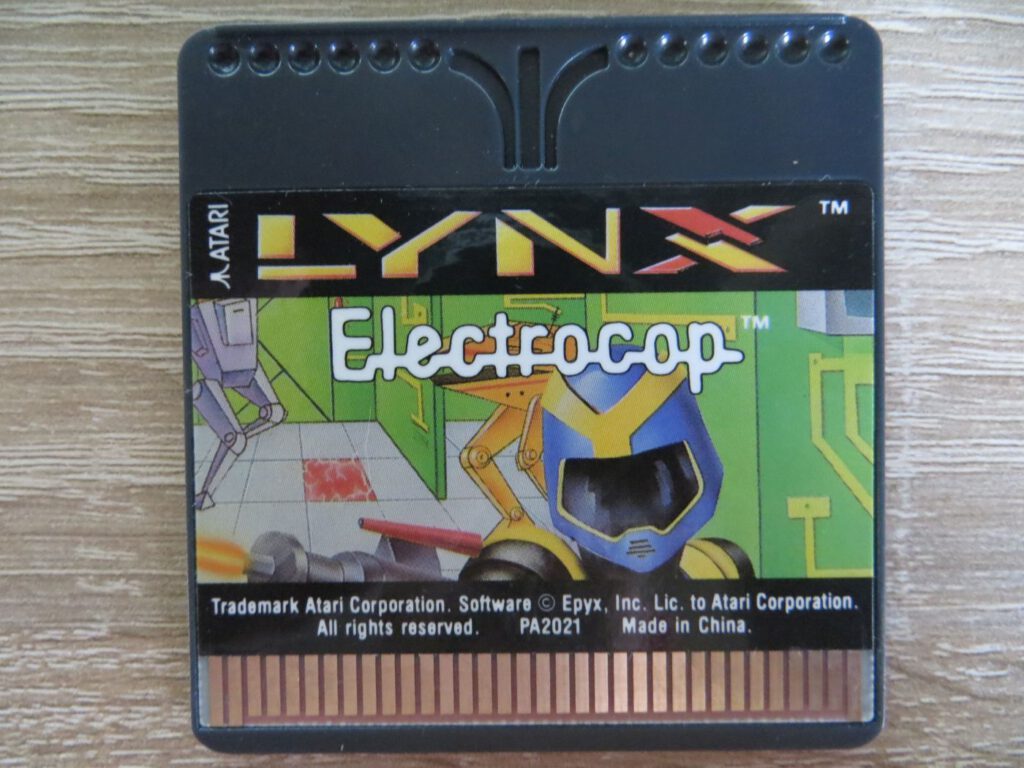 ATARI
LYNX TM
Electrocop TM
Trademark Atari Corporation. Software © Epyx, Inc. Lic. to Atari Corporation.
All rights reserved. PA2021 Made in China.